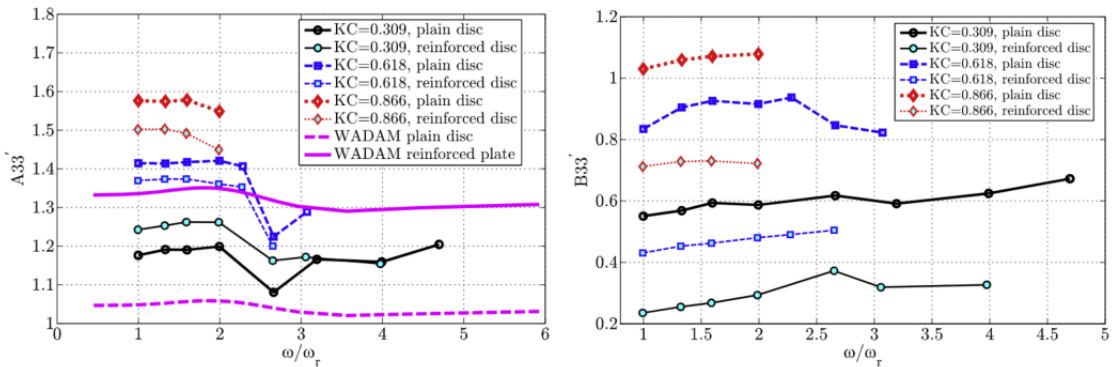 1.8
1.7
1.6
1.5
1.4
1.3
1.2
1.1
1
A33′
0 1 2 3 4 5 6
ω/ωr
KC=0.309, plain disc
KC=0.309, reinforced disc
KC=0.618, plain disc
KC=0.618, reinforced disc
KC=0.866, plain disc
KC=0.866, reinforced disc
WADAM plain disc
WADAM reinforced plate
1.2
1
0.8
0.6
0.4
0.2
B33′
1 1.5 2 2.5 3 3.5 4 4.5 5
ω/ωr
KC=0.309, plain disc
KC=0.309, reinforced disc
KC=0.618, plain disc
KC=0.618, reinforced disc
KC=0.866, plain disc
KC=0.866, reinforced disc